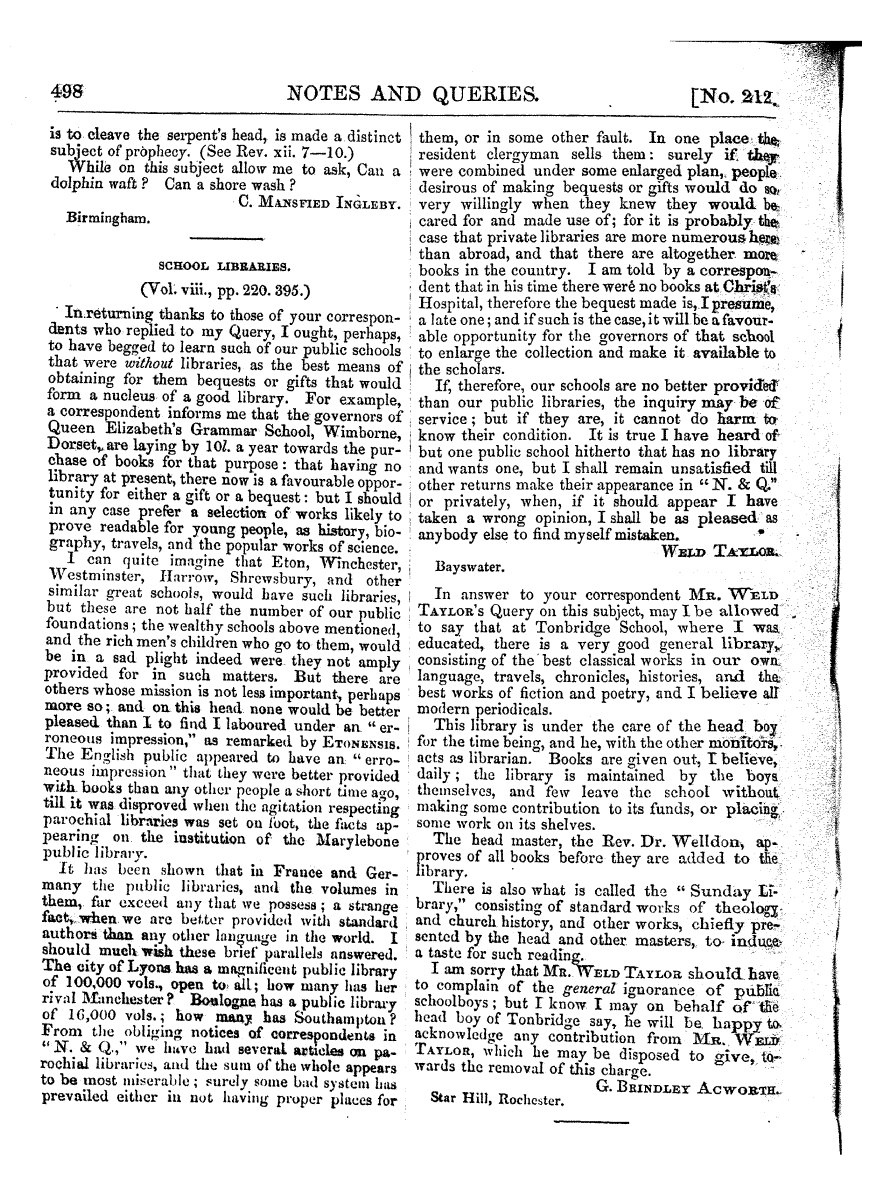 498 NOTES AND QUERIES. [No. 212.
is to cleave the serpent's head, is made a distinct
subject of prophecy. (See Rev. xii. 7—10.)
While on this subject allow me to ask, Can a
dolphin waft? Can a shore wash?
C. MANSFIED INGLEBY.
Birmingham.
SCHOOL LIBRARIES.
(Vol. viii., pp. 220. 395.)
In returning thanks to those of your correspon-
dents who replied to my Query, I ought, perhaps,
to have begged to learn such of our public schools
that were without libraries, as the best means of
obtaining for them bequests or gifts that would
form a nucleus of a good library. For example,
a correspondent informs me that the governors of
Queen Elizabeth's Grammar School, Wimborne,
Dorset, are laying by 10l. a year towards the pur-
chase of books for that purpose: that having no
library at present, there now is a favourable oppor-
tunity for either a gift or a bequest: but I should
in any case prefer a selection of works likely to
prove readable for young people, as history, bio-
graphy, travels, and the popular works of science.
I can quite imagine that Eton, Winchester,
Westminster, Harrow, Shrewsbury, and other
similar great schools, would have such libraries,
but these are not half the number of our public
foundations; the wealthy schools above mentioned,
and the rich men's children who go to them, would
be in a sad plight indeed were they not amply
provided for in such matters. But there are
others whose mission is not less important, perhaps
more so; and on this head none would be better
pleased than I to find I laboured under an "er-
roneous impression," as remarked by ETONENSIS.
The English public appeared to have an "erro-
neous impression" that they were better provided
with books than any other people a short time ago,
till it was disproved when the agitation respecting
parochial libraries was set on foot, the facts ap-
pearing on the institution of the Marylebone
public library.
It has been shown that in France and Ger-
many the public libraries, and the volumes in
them, far exceed any that we possess; a strange
fact, when we are better provided with standard
authors than any other language in the world. I
should much wish these brief parallels answered.
The city of Lyons has a magnificent public library
of 100,000 vols., open to all; how many has her
rival Manchester? Boulogne has a public library
of 16,000 vols.; how many has Southampton?
From the obliging notices of correspondents in
"N. & Q.," we have had several articles on pa-
rochial libraries, and the sum of the whole appears
to be most miserable; surely some bad system has
prevailed either in not having proper places for
them, or in some other fault. In one place the
resident clergyman sells them: surely if they
were combined under some enlarged plan, people
desirous of making bequests or gifts would do so
very willingly when they knew they would be
cared for and made use of; for it is probably the
case that private libraries are more numerous here
than abroad, and that there are altogether more
books in the country. I am told by a correspon-
dent that in his time there were no books at Christ's
Hospital, therefore the bequest made is, I presume,
a late one; and if such is the case, it will be a favour-
able opportunity for the governors of that school
to enlarge the collection and make it available to
the scholars.
If, therefore, our schools are no better provided
than our public libraries, the inquiry may be of
service; but if they are, it cannot do harm to
know their condition. It is true I have heard of
but one public school hitherto that has no library
and wants one, but I shall remain unsatisfied till
other returns make their appearance in "N. & Q."
or privately, when, if it should appear I have
taken a wrong opinion, I shall be as pleased as
anybody else to find myself mistaken.
WELD TAYLOR.
Bayswater.
In answer to your correspondent MR. WELD
TAYLOR'S Query on this subject, may I be allowed
to say that at Tonbridge School, where I was
educated, there is a very good general library,
consisting of the best classical works in our own
language, travels, chronicles, histories, and the
best works of fiction and poetry, and I believe all
modern periodicals.
This library is under the care of the head boy
for the time being, and he, with the other monitors,
acts as librarian. Books are given out, I believe,
daily; the library is maintained by the boys
themselves, and few leave the school without
making some contribution to its funds, or placing
some work on its shelves.
The head master, the Rev. Dr. Welldon, ap-
proves of all books before they are added to the
library.
There is also what is called the "Sunday Li-
brary," consisting of standard works of theology
and church history, and other works, chiefly pre-
sented by the head and other masters, to induce
a taste for such reading.
I am sorry that MR. WELD TAYLOR should have
to complain of the general ignorance of public
schoolboys; but I know I may on behalf of the
head boy of Tonbridge say, he will be happy to
acknowledge any contribution from MR. WELD
TAYLOR, which he may be disposed to give, to-
wards the removal of this charge.
G. BRINDLEY ACWORTH.
Star Hill, Rochester.